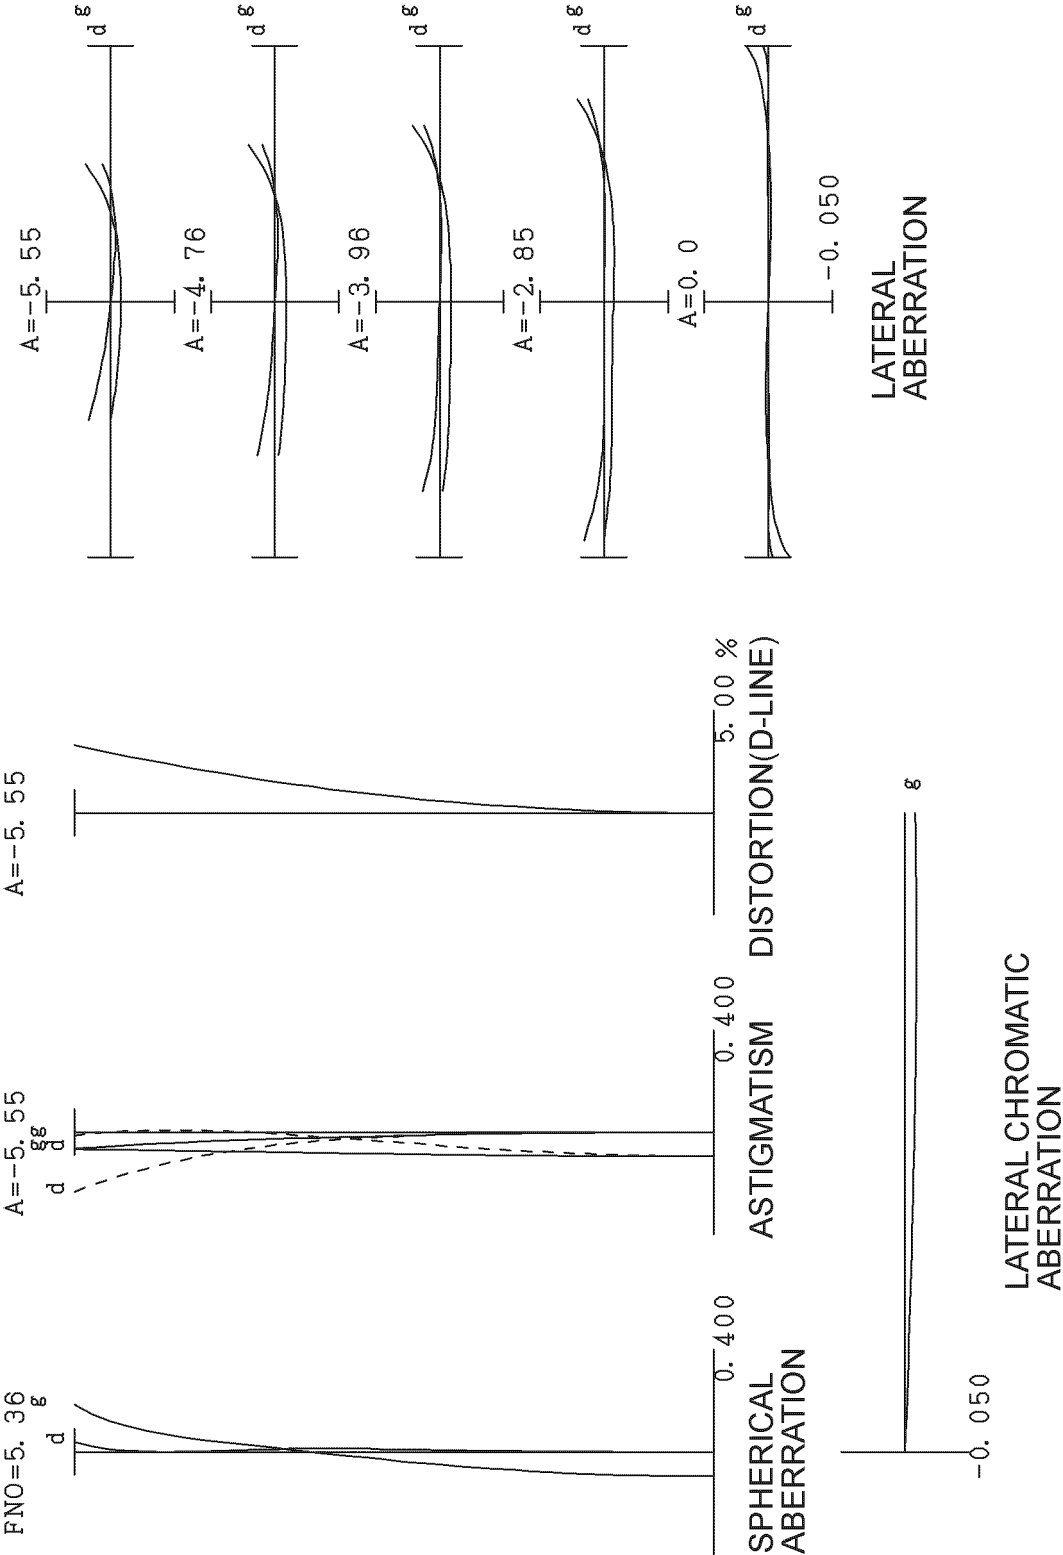 FNO=5. 36
d
g
0. 400
SPHERICAL
ABERRATION
A=-5. 55
d
d
g
g
0. 400
ASTIGMATISM
A=-5. 55
5. 00 %
DISTORTION(D-LINE)
-0. 050
g
LATERAL CHROMATIC
ABERRATION
A=-5. 55
d
g
A=-4. 76
d
g
A=-3. 96
d
g
A=-2. 85
d
g
A=0. 0
d
g
-0. 050
LATERAL
ABERRATION